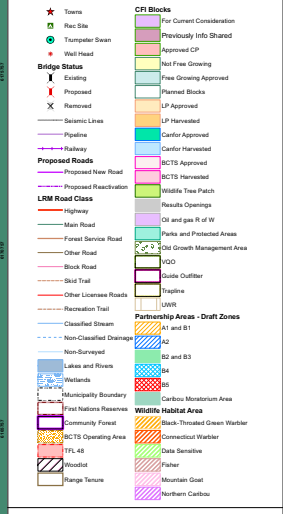 Towns
Rec Site
Trumpeter Swan
Well Head
Bridge Status
Existing
Proposed
Removed
Seismic Lines
Pipeline
Railway
Proposed Roads
Proposed New Road
Proposed Reactivation
LRM Road Class
Highway
Main Road
Forest Service Road
Other Road
Block Road
Skid Trail
Other Licensee Roads
Recreation Trail
Classified Stream
Non-Classified Drainage
Non-Surveyed
Lakes and Rivers
Wetlands
Municipality Boundary
First Nations Reserves
Community Forest
BCTS Operating Area
TFL 48
Woodlot
Range Tenure
CFI Blocks
For Current Consideration
Previously Info Shared
Approved CP
Not Free Growing
Free Growing Approved
Planned Blocks
LP Approved
LP Harvested
Canfor Approved
Canfor Harvested
BCTS Approved
BCTS Harvested
Wildlife Tree Patch
Results Openings
Oil and gas R of W
Parks and Protected Areas
Old Growth Management Area
VQO
Guide Outfitter
Trapline
UWR
Partnership Areas - Draft Zones
A1 and B1
A2
B2 and B3
B4
B5
Caribou Moratorium Area
Wildlife Habitat Area
Black-Throated Green Warbler
Connecticut Warbler
Data Sensitive
Fisher
Mountain Goat
Northern Caribou